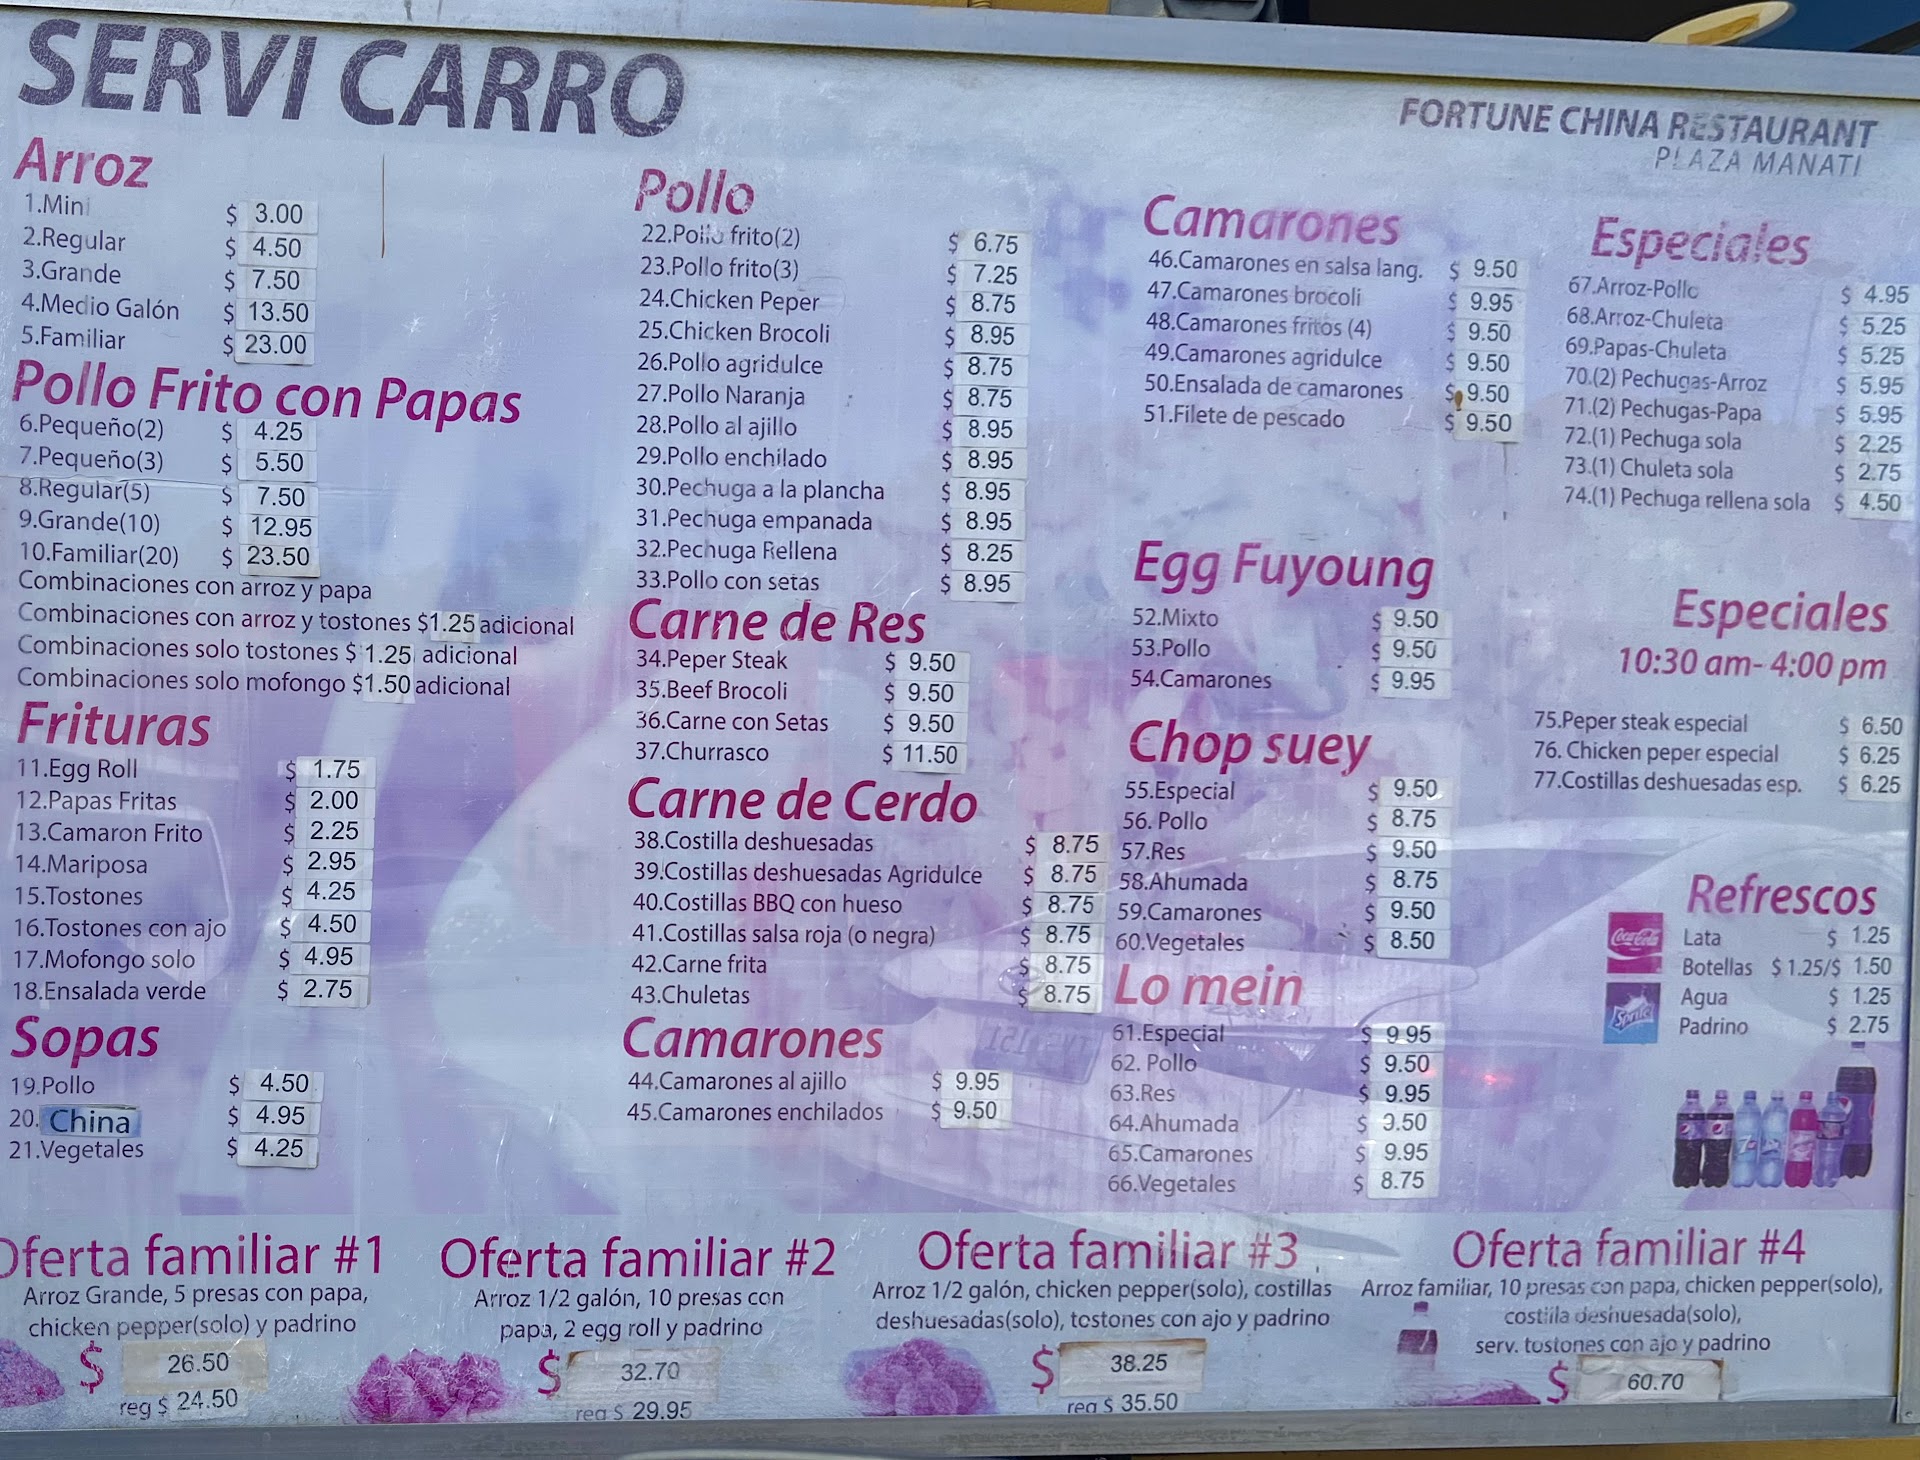 SERVI CARRO
FORTUNE CHINA RESTAURANT
PLAZA MANATI
Arroz
1.Mini $ 3.00
2.Regular $ 4.50
3.Grande $ 7.50
4.Medio Galón $ 13.50
5.Familiar $ 23.00
Pollo Frito con Papas
6.Pequeño(2) $ 4.25
7.Pequeño(3) $ 5.50
8.Regular(5) $ 7.50
9.Grande(10) $ 12.95
10.Familiar(20) $ 23.50
Combinaciones con arroz y papa
Combinaciones con arroz y tostones $1.25 adicional
Combinaciones solo tostones $ 1.25 adicional
Combinaciones solo mofongo $1.50 adicional
Frituras
11.Egg Roll $ 1.75
12.Papas Fritas $ 2.00
13.Camaron Frito $ 2.25
14.Mariposa $ 2.95
15.Tostones $ 4.25
16.Tostones con ajo $ 4.50
17.Mofongo solo $ 4.95
18.Ensalada verde $ 2.75
Sopas
19.Pollo $ 4.50
20. China $ 4.95
21.Vegetales $ 4.25
Pollo
22.Pollo frito(2) $ 6.75
23.Pollo frito(3) $ 7.25
24.Chicken Peper $ 8.75
25.Chicken Brocoli $ 8.95
26.Pollo agridulce $ 8.75
27.Pollo Naranja $ 8.75
28.Pollo al ajillo $ 8.95
29.Pollo enchilado $ 8.95
30.Pechuga a la plancha $ 8.95
31.Pechuga empanada $ 8.95
32.Pechuga Rellena $ 8.25
33.Pollo con setas $ 8.95
Carne de Res
34.Peper Steak $ 9.50
35.Beef Brocoli $ 9.50
36.Carne con Setas $ 9.50
37.Churrasco $ 11.50
Carne de Cerdo
38.Costilla deshuesadas $ 8.75
39.Costillas deshuesadas Agridulce $ 8.75
40.Costillas BBQ con hueso $ 8.75
41.Costillas salsa roja (o negra) $ 8.75
42.Carne frita $ 8.75
43.Chuletas $ 8.75
Camarones
44.Camarones al ajillo $ 9.95
45.Camarones enchilados $ 9.50
Camarones
46.Camarones en salsa lang. $ 9.50
47.Camarones brocoli $ 9.95
48.Camarones fritos (4) $ 9.50
49.Camarones agridulce $ 9.50
50.Ensalada de camarones $ 9.50
51.Filete de pescado $ 9.50
Egg Fuyoung
52.Mixto $ 9.50
53.Pollo $ 9.50
54.Camarones $ 9.95
Chop suey
55.Especial $ 9.50
56. Pollo $ 8.75
57.Res $ 9.50
58.Ahumada $ 8.75
59.Camarones $ 9.50
60.Vegetales $ 8.50
Lo mein
61.Especial $ 9.95
62. Pollo $ 9.50
63.Res $ 9.95
64.Ahumada $ 9.50
65.Camarones $ 9.95
66.Vegetales $ 8.75
Especiales
67.Arroz-Pollo $ 4.95
68.Arroz-Chuleta $ 5.25
69.Papas-Chuleta $ 5.25
70.(2) Pechugas-Arroz $ 5.95
71.(2) Pechugas-Papa $ 5.95
72.(1) Pechuga sola $ 2.25
73.(1) Chuleta sola $ 2.75
74.(1) Pechuga rellena sola $ 4.50
Especiales
10:30 am- 4:00 pm
75.Peper steak especial $ 6.50
76. Chicken peper especial $ 6.25
77.Costillas deshuesadas esp. $ 6.25
Refrescos
Coca-Cola
Sprite
Lata $ 1.25
Botellas $ 1.25/$ 1.50
Agua $ 1.25
Padrino $ 2.75
Oferta familiar #1
Arroz Grande, 5 presas con papa,
chicken pepper(solo) y padrino
$ 26.50
reg $ 24.50
Oferta familiar #2
Arroz 1/2 galón, 10 presas con
papa, 2 egg roll y padrino
$ 32.70
reg $ 29.95
Oferta familiar #3
Arroz 1/2 galón, chicken pepper(solo), costillas
deshuesadas(solo), tostones con ajo y padrino
$ 38.25
reg $ 35.50
Oferta familiar #4
Arroz familiar, 10 presas con papa, chicken pepper(solo),
costilla deshuesada(solo),
serv. tostones con ajo y padrino
$ 60.70